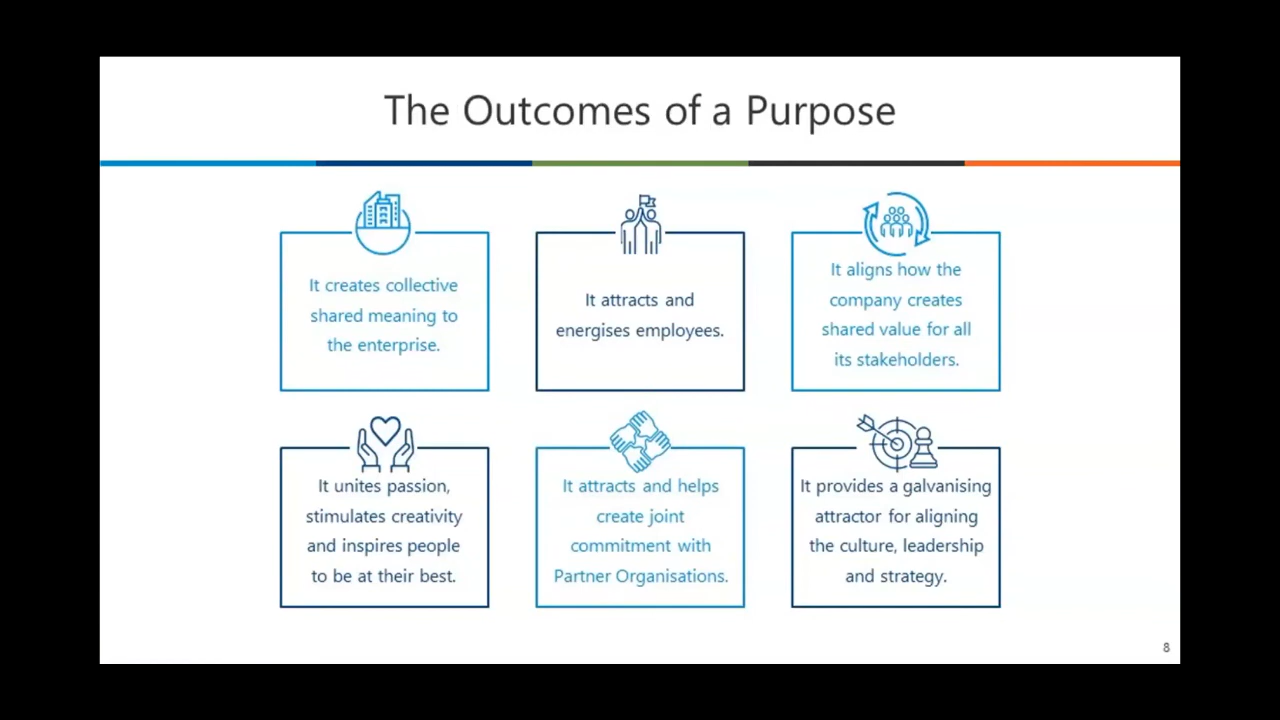 The Outcomes of a Purpose
It creates collective
shared meaning to
the enterprise.
It attracts and
energises employees.
It aligns how the
company creates
shared value for all
its stakeholders.
It unites passion,
stimulates creativity
and inspires people
to be at their best.
It attracts and helps
create joint
commitment with
Partner Organisations.
It provides a galvanising
attractor for aligning
the culture, leadership
and strategy.
8